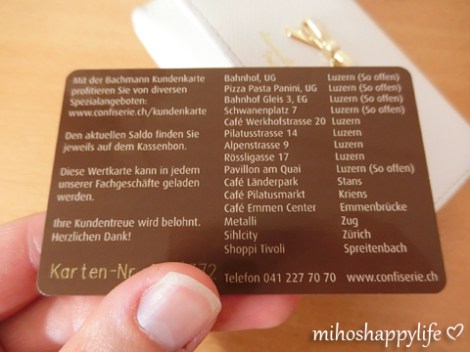 Mit der Bachmann Kundenkarte
profitieren Sie von diversen
Spezialangeboten:
www.confiserie.ch/kundenkarte
Den aktuellen Saldo finden Sie
jeweils auf dem Kassenbon.
Diese Wertkarte kann in jedem
unserer Fachgeschäfte geladen
werden.
Ihre Kundentreue wird belohnt.
Herzlichen Dank!
Karten-Nr.
Bahnhof, UG Luzern (So offen)
Pizza Pasta Panini, UG Luzern (So offen)
Bahnhof Gleis 3, EG Luzern (So offen)
Schwanenplatz 7 Luzern (So offen)
Café Werkhofstrasse 20 Luzern
Pilatusstrasse 14 Luzern
Alpenstrasse 9 Luzern
Rössligasse 17 Luzern
Pavillon am Quai Luzern (So offen)
Café Länderpark Stans
Café Pilatusmarkt Kriens
Café Emmen Center Emmenbrücke
Metalli Zug
Sihlcity Zürich
Shoppi Tivoli Spreitenbach
Telefon 041 227 70 70 www.confiserie.ch
mihoshappylife ♡